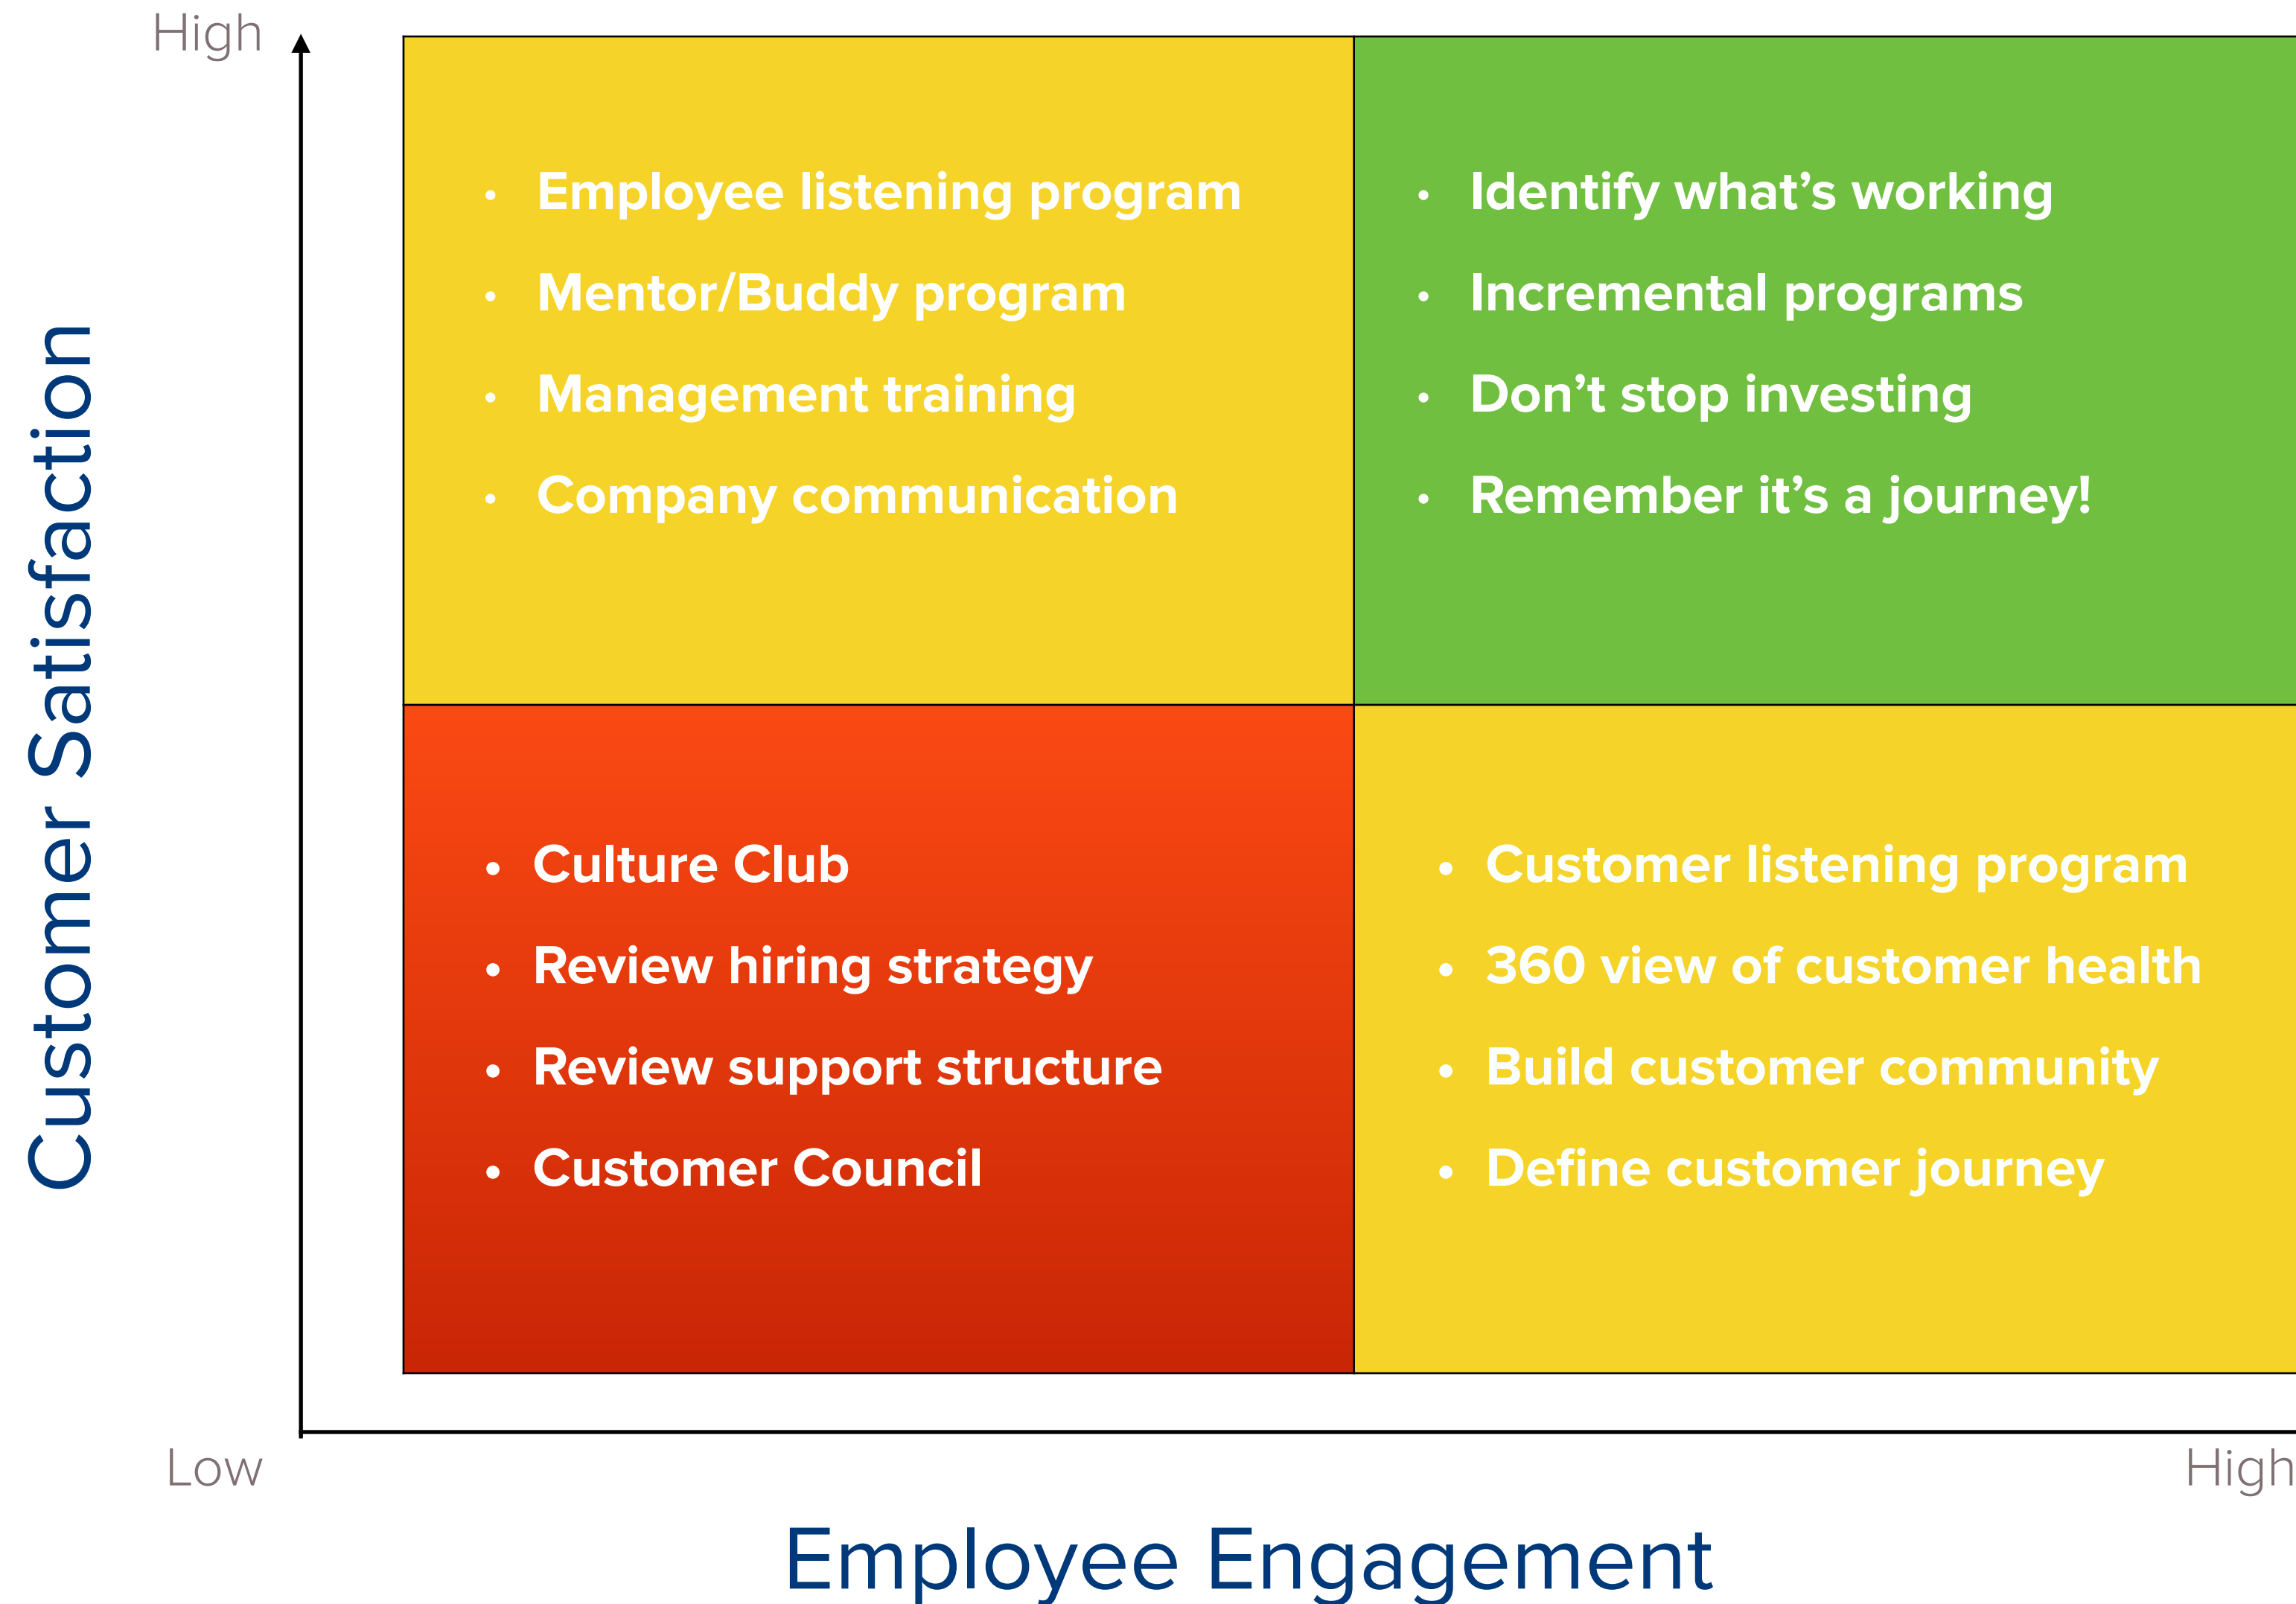 High
Customer Satisfaction
• Employee listening program
• Mentor/Buddy program
• Management training
• Company communication
• Identify what’s working
• Incremental programs
• Don’t stop investing
• Remember it’s a journey!
• Culture Club
• Review hiring strategy
• Review support structure
• Customer Council
• Customer listening program
• 360 view of customer health
• Build customer community
• Define customer journey
Low
High
Employee Engagement